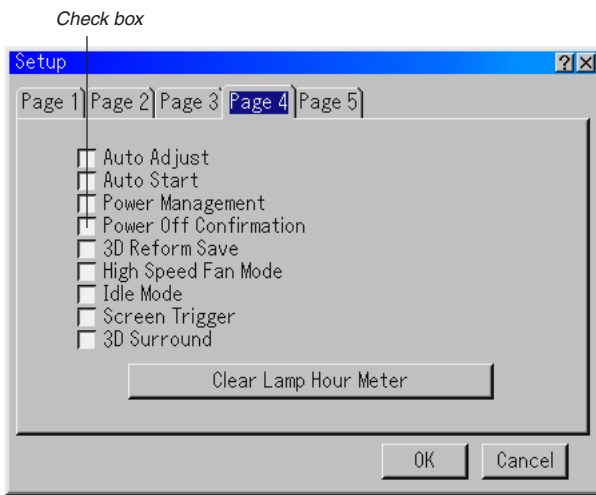 Check box
Setup ? ×
Page 1 Page 2 Page 3 Page 4 Page 5
Auto Adjust
Auto Start
Power Management
Power Off Confirmation
3D Reform Save
High Speed Fan Mode
Idle Mode
Screen Trigger
3D Surround
Clear Lamp Hour Meter
OK Cancel